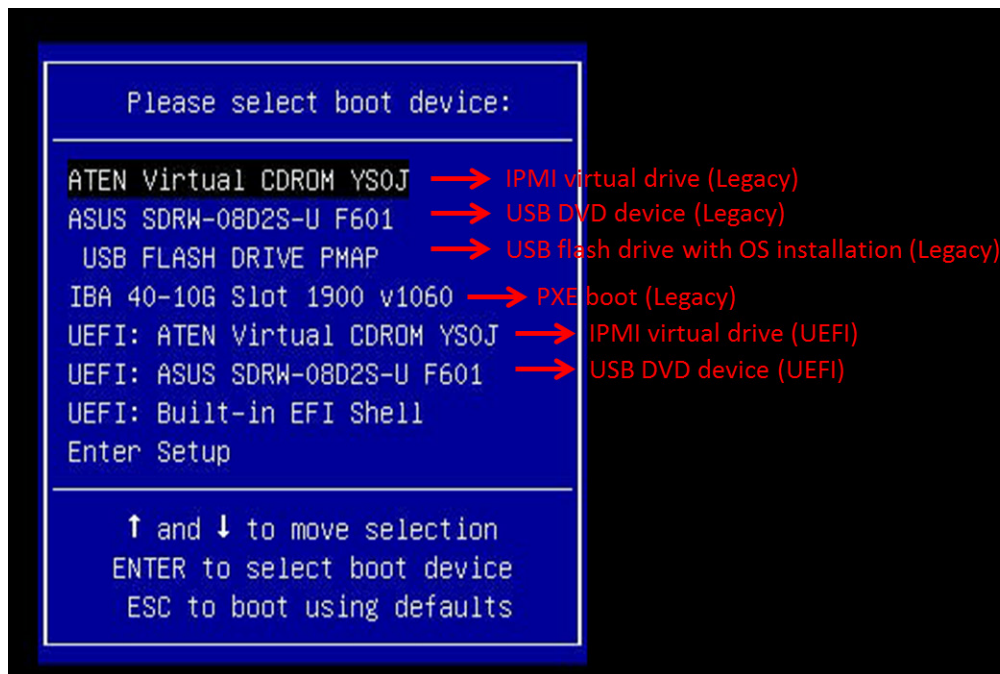 Please select boot device:
ATEN Virtual CDROM YS0J IPMI virtual drive (Legacy)
ASUS SDRW-08D2S-U F601 USB DVD device (Legacy)
USB FLASH DRIVE PMAP USB flash drive with OS installation (Legacy)
IBA 40-10G Slot 1900 v1060 PXE boot (Legacy)
UEFI: ATEN Virtual CDROM YS0J IPMI virtual drive (UEFI)
UEFI: ASUS SDRW-08D2S-U F601 USB DVD device (UEFI)
UEFI: Built-in EFI Shell
Enter Setup
↑ and ↓ to move selection
ENTER to select boot device
ESC to boot using defaults